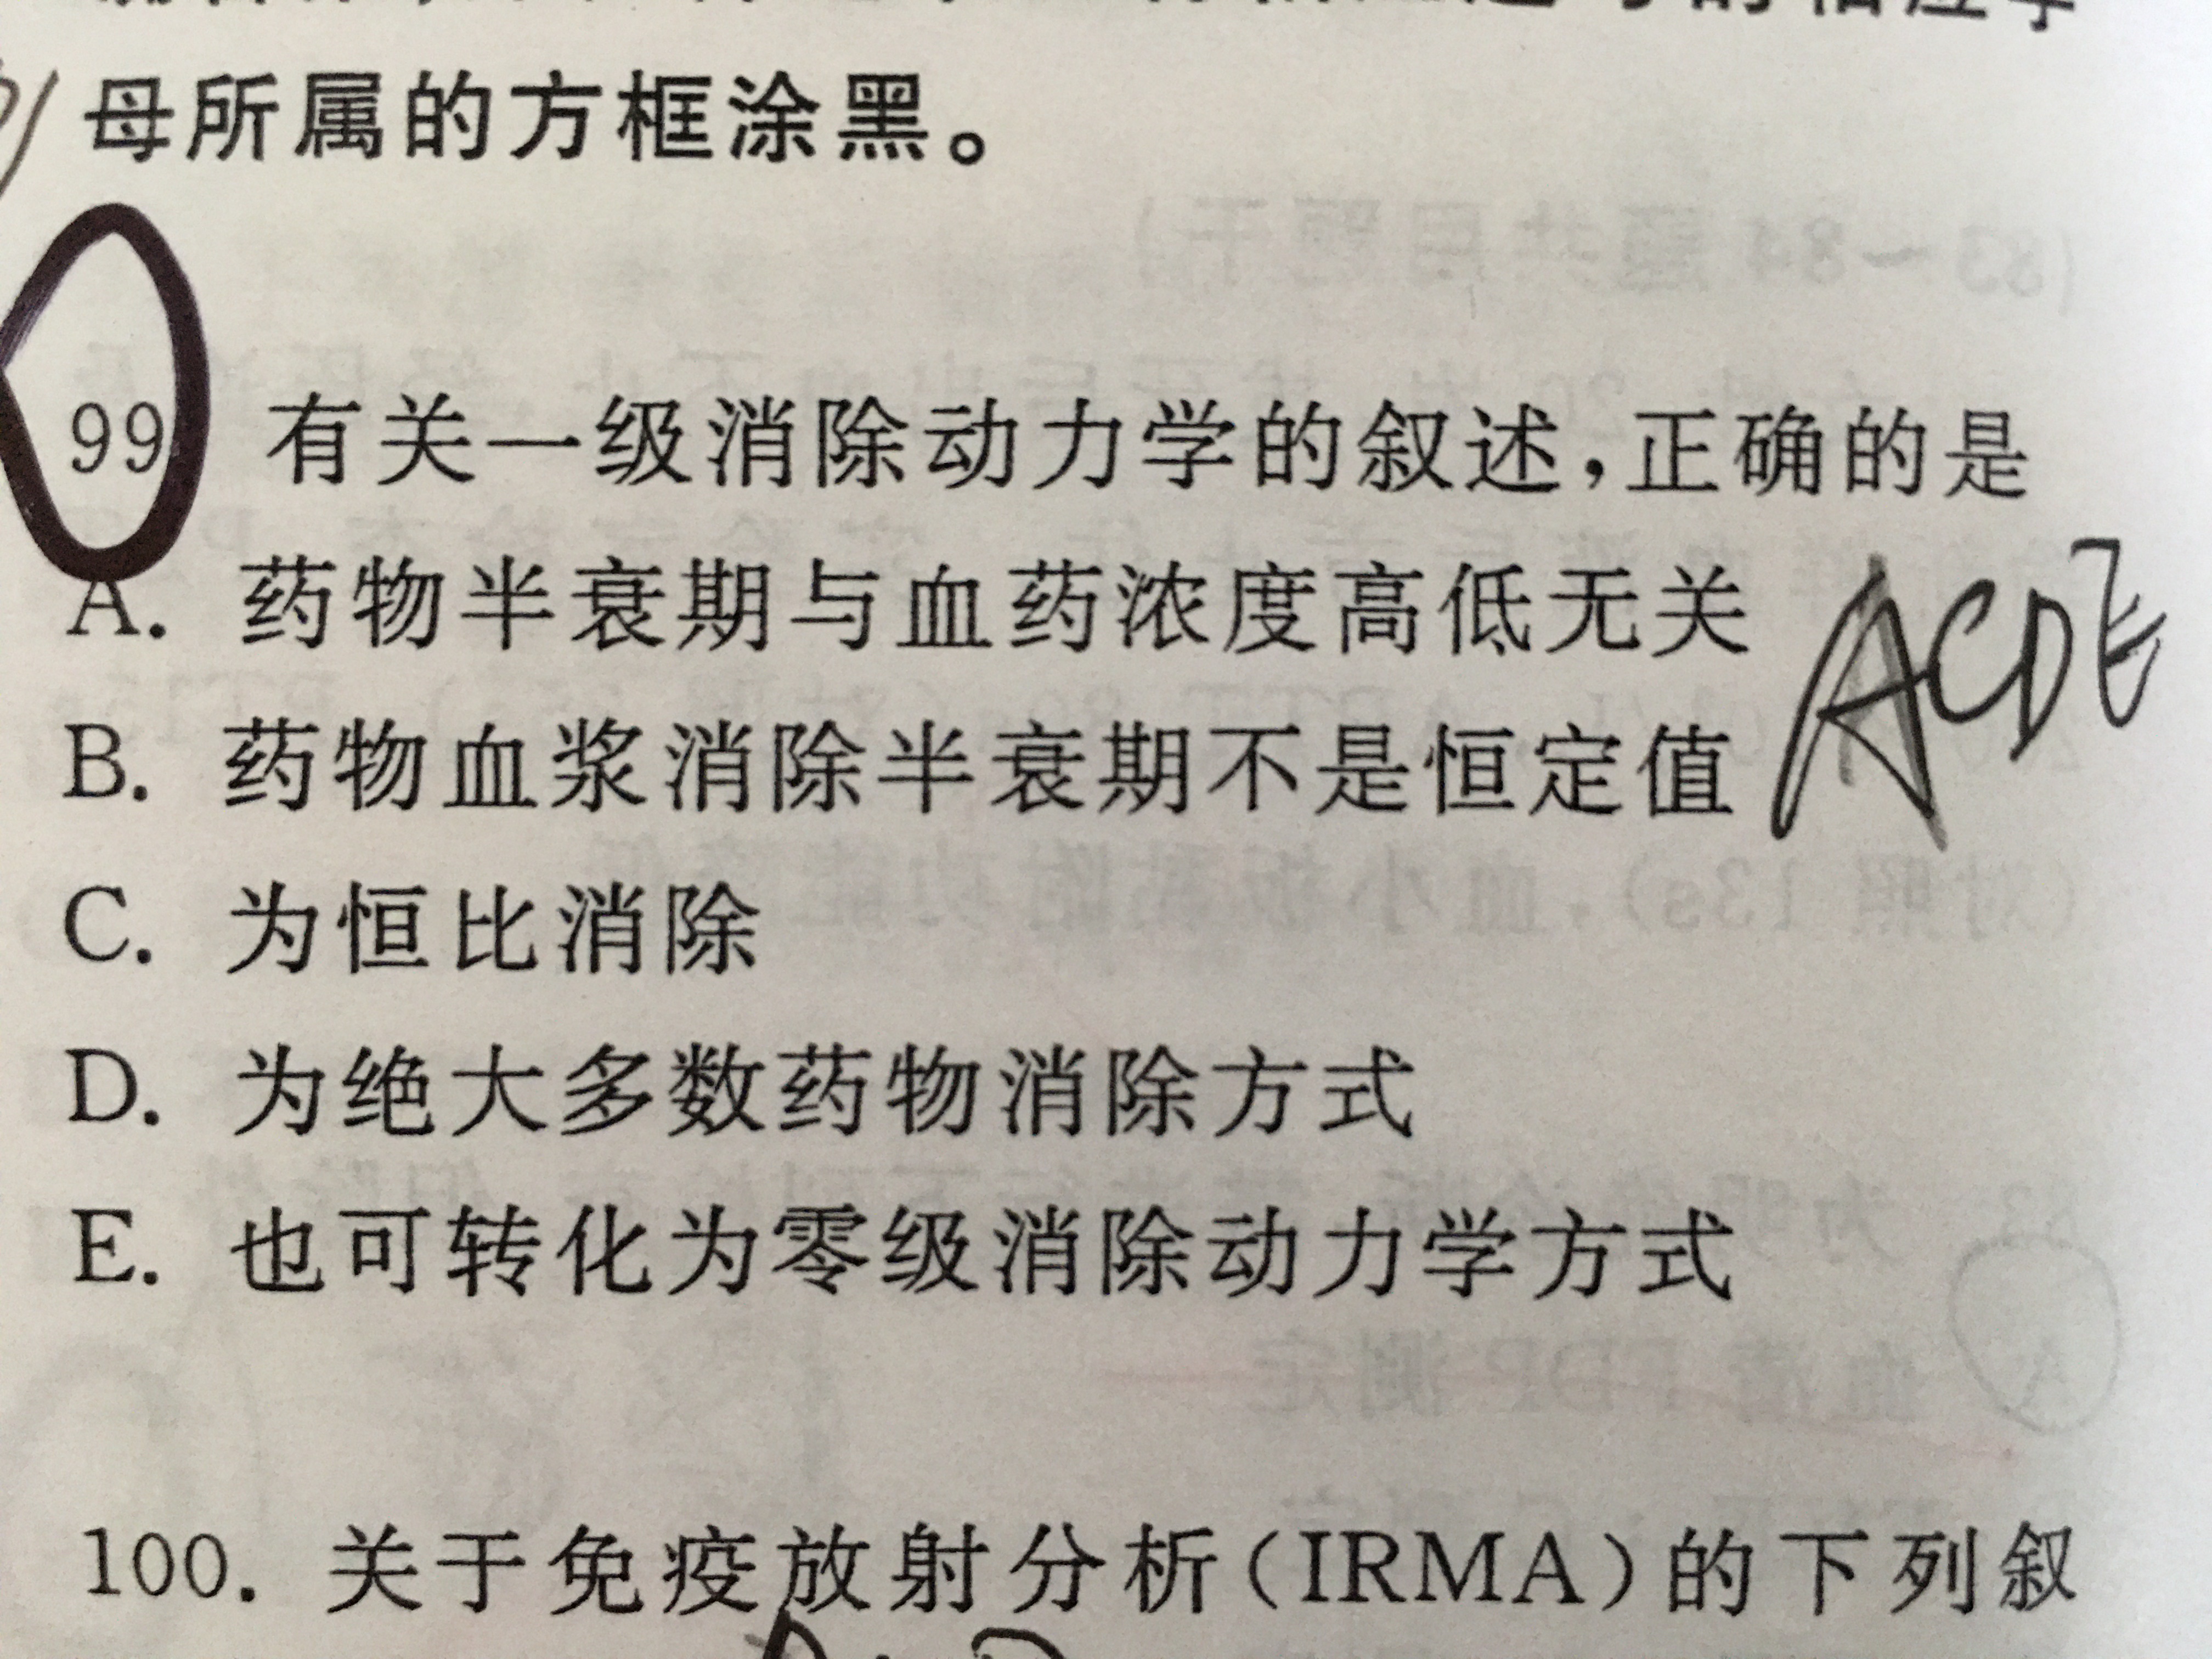 母所属的方框涂黑。
99 有关一级消除动力学的叙述,正确的是
A. 药物半衰期与血药浓度高低无关
B. 药物血浆消除半衰期不是恒定值
C. 为恒比消除
D. 为绝大多数药物消除方式
E. 也可转化为零级消除动力学方式
ACDE
100. 关于免疫放射分析(IRMA)的下列叙